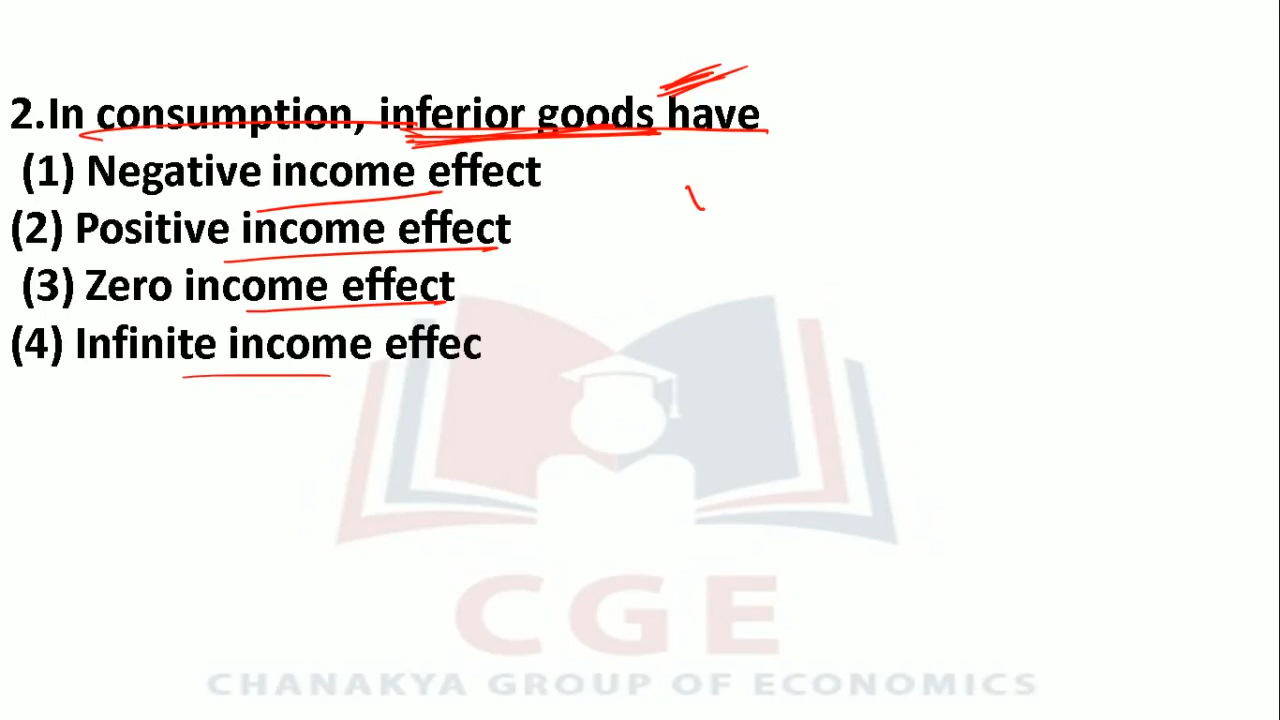 2.In consumption, inferior goods have
(1) Negative income effect
(2) Positive income effect
(3) Zero income effect
(4) Infinite income effec
CGE
CHANAKYA GROUP OF ECONOMICS